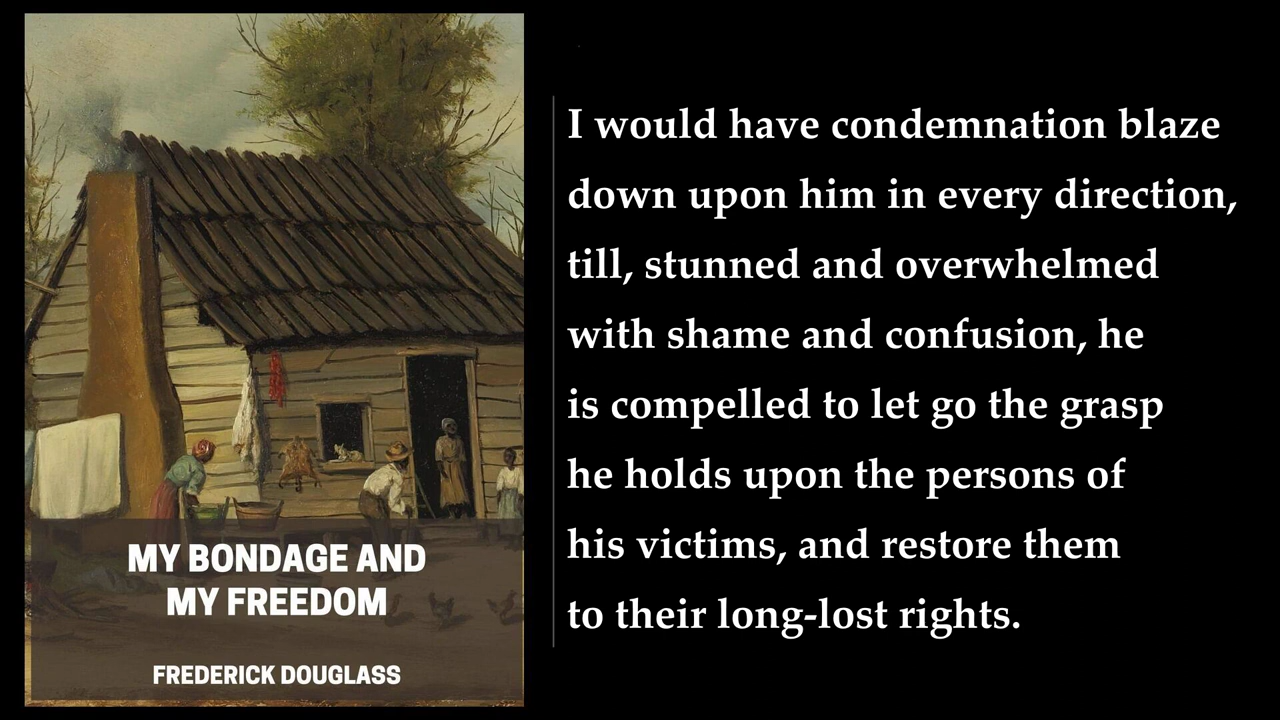 MY BONDAGE AND
MY FREEDOM
FREDERICK DOUGLASS
I would have condemnation blaze
down upon him in every direction,
till, stunned and overwhelmed
with shame and confusion, he
is compelled to let go the grasp
he holds upon the persons of
his victims, and restore them
to their long-lost rights.